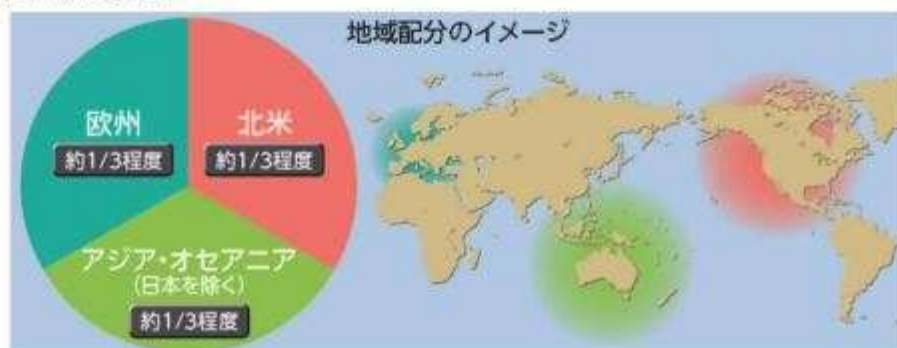 地域配分のイメージ
欧州
約1/3程度
北米
約1/3程度
アジア・オセアニア
(日本を除く)
約1/3程度